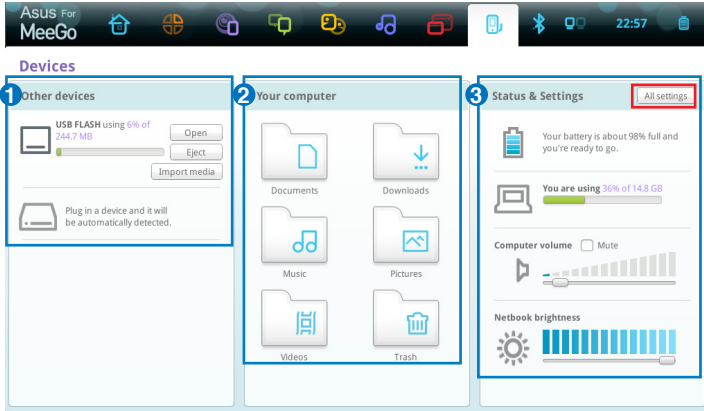 Asus For
MeeGo
22:57
Devices
1
Other devices
USB FLASH using 6% of
244.7 MB
Open
Eject
Import media
Plug in a device and it will
be automatically detected.
2
Your computer
Documents
Downloads
Music
Pictures
Videos
Trash
3
Status & Settings
All settings
Your battery is about 98% full and
you're ready to go.
You are using 36% of 14.8 GB
Computer volume
Mute
Netbook brightness